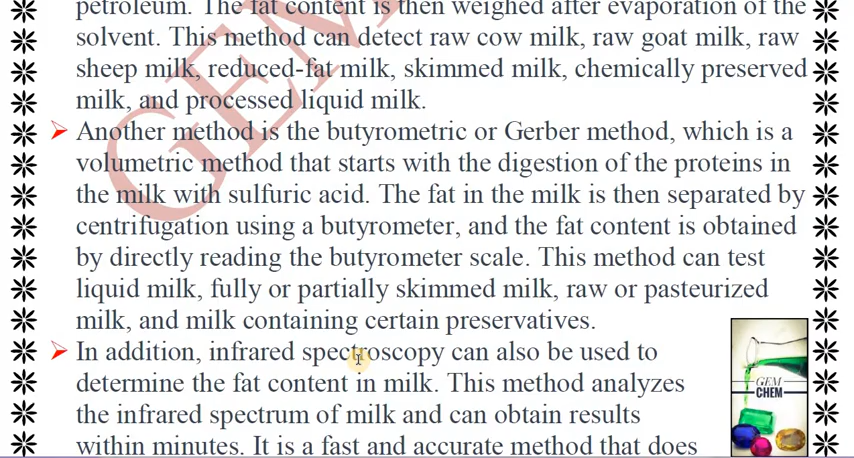 petroleum. The fat content is then weighed after evaporation of the
solvent. This method can detect raw cow milk, raw goat milk, raw
sheep milk, reduced-fat milk, skimmed milk, chemically preserved
milk, and processed liquid milk.
Another method is the butyrometric or Gerber method, which is a
volumetric method that starts with the digestion of the proteins in
the milk with sulfuric acid. The fat in the milk is then separated by
centrifugation using a butyrometer, and the fat content is obtained
by directly reading the butyrometer scale. This method can test
liquid milk, fully or partially skimmed milk, raw or pasteurized
milk, and milk containing certain preservatives.
In addition, infrared spectroscopy can also be used to
determine the fat content in milk. This method analyzes
the infrared spectrum of milk and can obtain results
within minutes. It is a fast and accurate method that does
GEM
GEM
CHEM